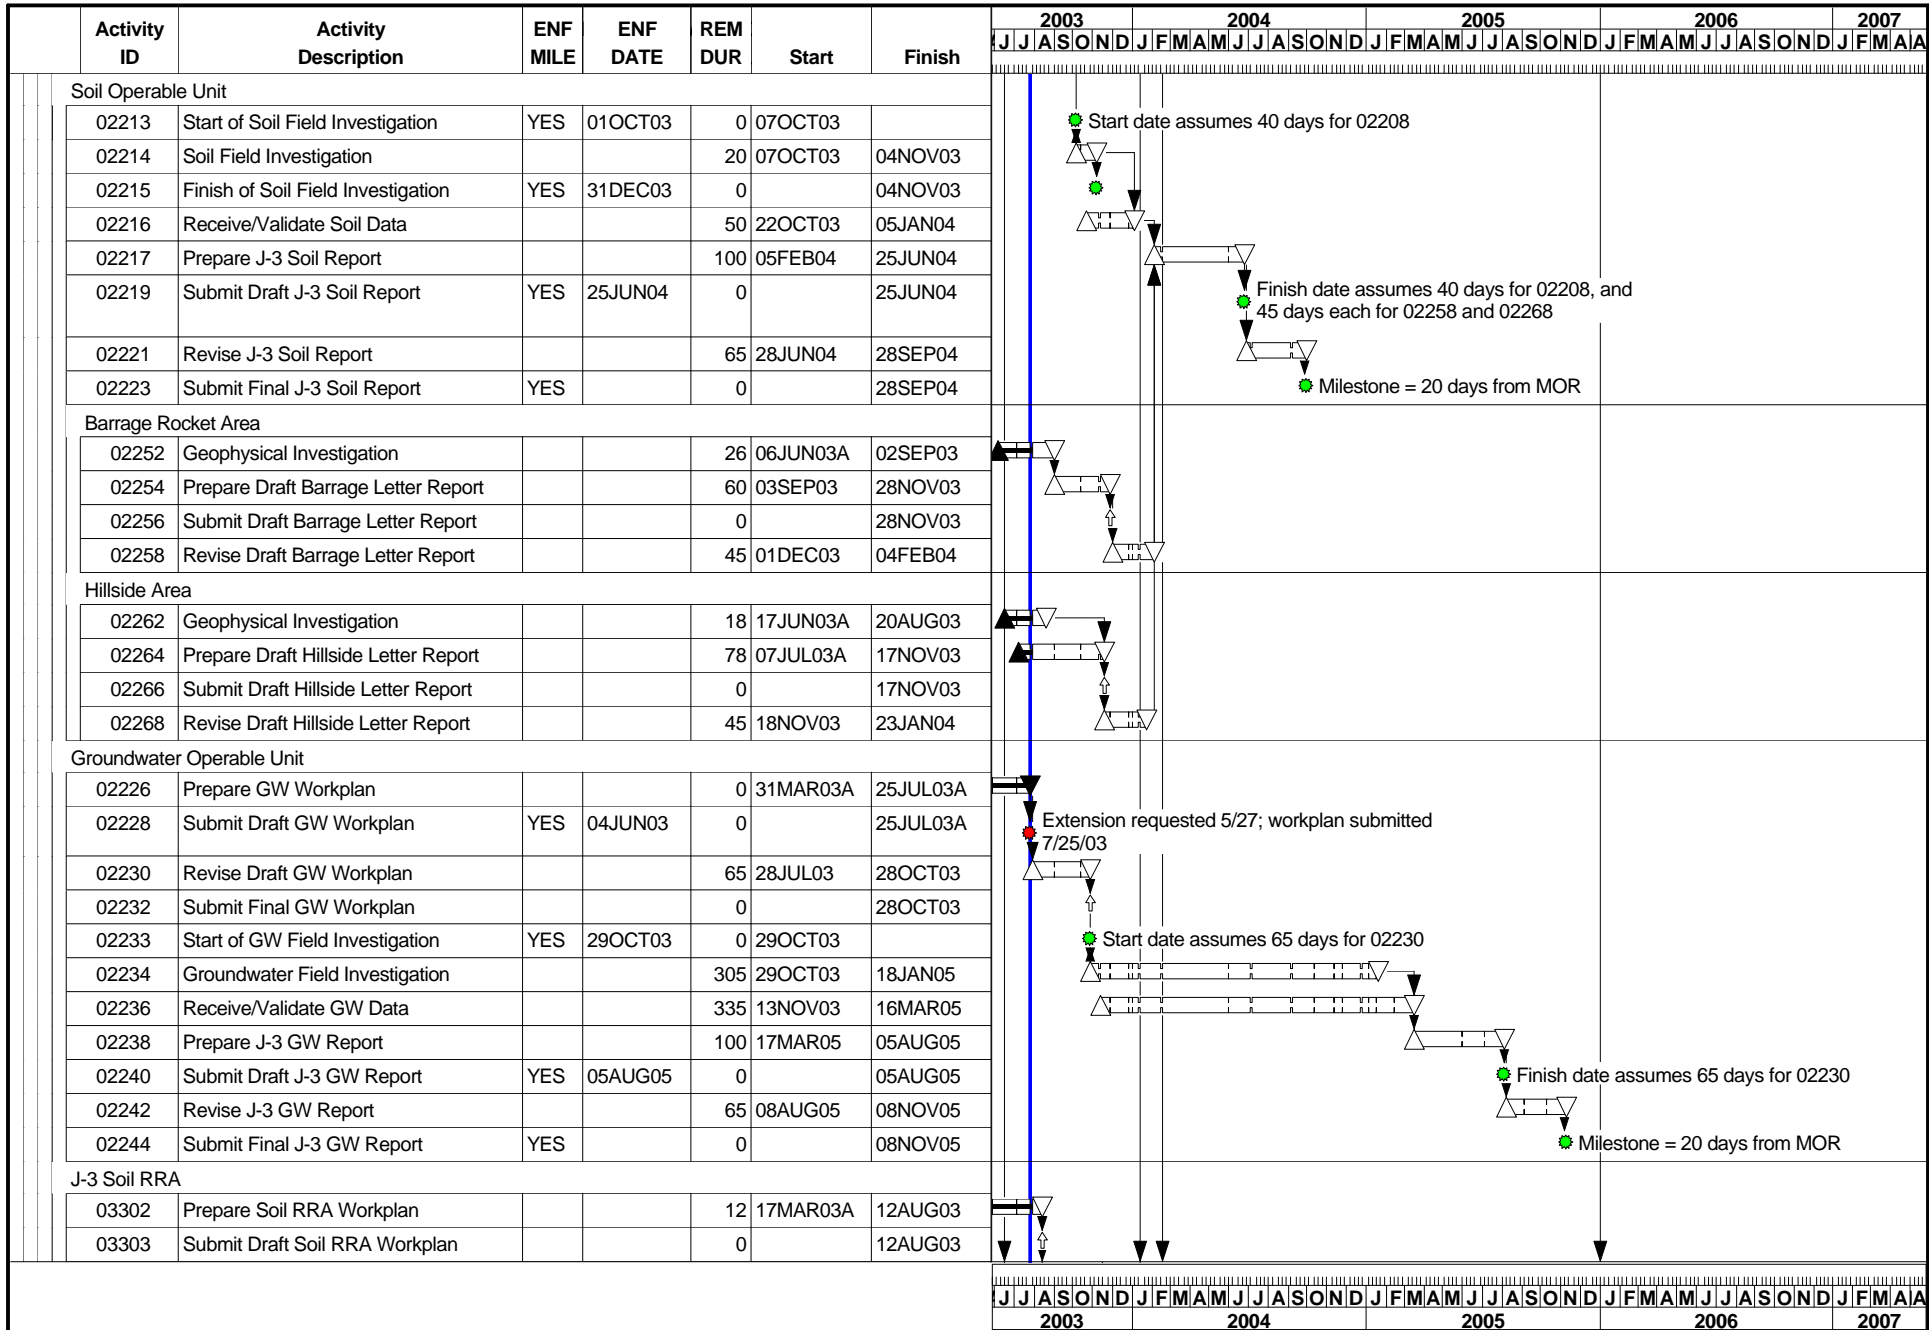 Activity ID Activity Description ENF MILE ENF DATE REM DUR Start Finish
2003 2004 2005 2006 2007
J J A S O N D J F M A M J J A S O N D J F M A M J J A S O N D J F M A M J J A S O N D J F M A A
Soil Operable Unit
02213 Start of Soil Field Investigation YES 01OCT03 0 07OCT03 Start date assumes 40 days for 02208
02214 Soil Field Investigation 20 07OCT03 04NOV03
02215 Finish of Soil Field Investigation YES 31DEC03 0 04NOV03
02216 Receive/Validate Soil Data 50 22OCT03 05JAN04
02217 Prepare J-3 Soil Report 100 05FEB04 25JUN04
02219 Submit Draft J-3 Soil Report YES 25JUN04 0 25JUN04 Finish date assumes 40 days for 02208, and
45 days each for 02258 and 02268
02221 Revise J-3 Soil Report 65 28JUN04 28SEP04
02223 Submit Final J-3 Soil Report YES 0 28SEP04 Milestone = 20 days from MOR
Barrage Rocket Area
02252 Geophysical Investigation 26 06JUN03A 02SEP03
02254 Prepare Draft Barrage Letter Report 60 03SEP03 28NOV03
02256 Submit Draft Barrage Letter Report 0 28NOV03
02258 Revise Draft Barrage Letter Report 45 01DEC03 04FEB04
Hillside Area
02262 Geophysical Investigation 18 17JUN03A 20AUG03
02264 Prepare Draft Hillside Letter Report 78 07JUL03A 17NOV03
02266 Submit Draft Hillside Letter Report 0 17NOV03
02268 Revise Draft Hillside Letter Report 45 18NOV03 23JAN04
Groundwater Operable Unit
02226 Prepare GW Workplan 0 31MAR03A 25JUL03A
02228 Submit Draft GW Workplan YES 04JUN03 0 25JUL03A Extension requested 5/27; workplan submitted
7/25/03
02230 Revise Draft GW Workplan 65 28JUL03 28OCT03
02232 Submit Final GW Workplan 0 28OCT03
02233 Start of GW Field Investigation YES 29OCT03 0 29OCT03 Start date assumes 65 days for 02230
02234 Groundwater Field Investigation 305 29OCT03 18JAN05
02236 Receive/Validate GW Data 335 13NOV03 16MAR05
02238 Prepare J-3 GW Report 100 17MAR05 05AUG05
02240 Submit Draft J-3 GW Report YES 05AUG05 0 05AUG05 Finish date assumes 65 days for 02230
02242 Revise J-3 GW Report 65 08AUG05 08NOV05
02244 Submit Final J-3 GW Report YES 0 08NOV05 Milestone = 20 days from MOR
J-3 Soil RRA
03302 Prepare Soil RRA Workplan 12 17MAR03A 12AUG03
03303 Submit Draft Soil RRA Workplan 0 12AUG03
J J A S O N D J F M A M J J A S O N D J F M A M J J A S O N D J F M A M J J A S O N D J F M A A
2003 2004 2005 2006 2007